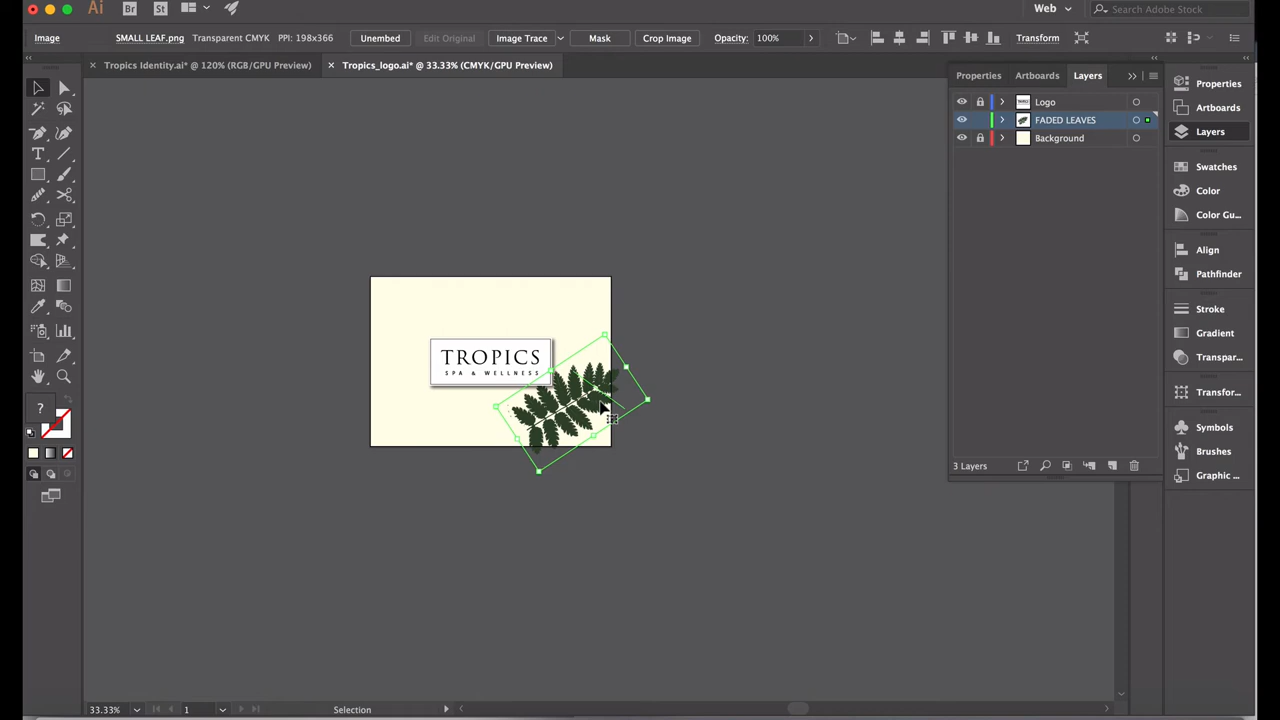 Ai Br St Web Search Adobe Stock
Image SMALL LEAF.png Transparent CMYK PPI: 198x366 Unembed Edit Original Image Trace Mask Crop Image Opacity: 100% Transform
× Tropics Identity.ai* @ 120% (RGB/GPU Preview) × Tropics_logo.ai* @ 33.33% (CMYK/GPU Preview)
Properties Artboards Layers
Logo
FADED LEAVES
Background
3 Layers
Properties
Artboards
Layers
Swatches
Color
Color Gu...
Align
Pathfinder
Stroke
Gradient
Transpar...
Transfor...
Symbols
Brushes
Graphic ...
?
TROPICS
SPA & WELLNESS
33.33% 1 Selection